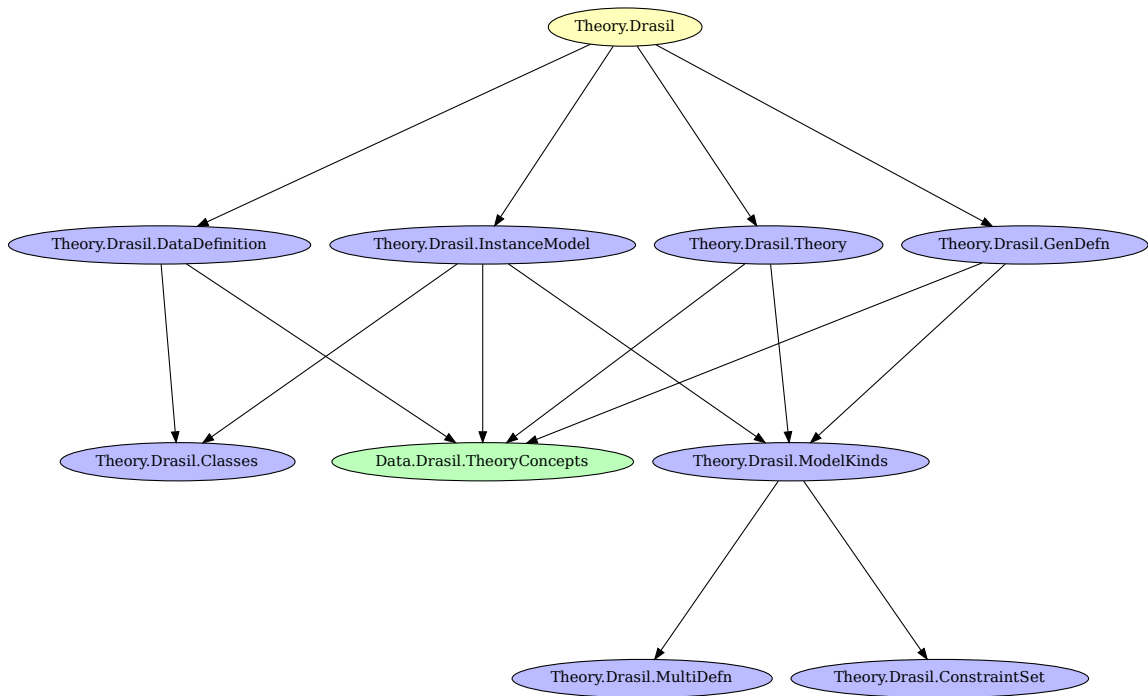 Theory.Drasil
Theory.Drasil.DataDefinition
Theory.Drasil.InstanceModel
Theory.Drasil.Theory
Theory.Drasil.GenDefn
Theory.Drasil.Classes
Data.Drasil.TheoryConcepts
Theory.Drasil.ModelKinds
Theory.Drasil.MultiDefn
Theory.Drasil.ConstraintSet